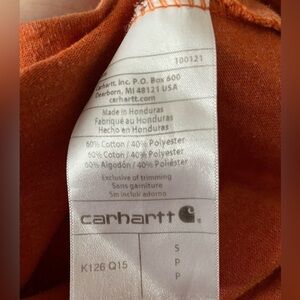 100121
Carhartt, Inc. P.O. Box 600
Dearborn, MI 48121 USA
carhartt.com
Made in Honduras
Fabriqué au Honduras
Hecho en Honduras
60% Cotton / 40% Polyester
60% Coton / 40% Polyester
60% Algodón / 40% Poliéster
Exclusive of trimming
Sans garniture
Sin incluir adorno
carhartt
K126 Q15
S
P
P